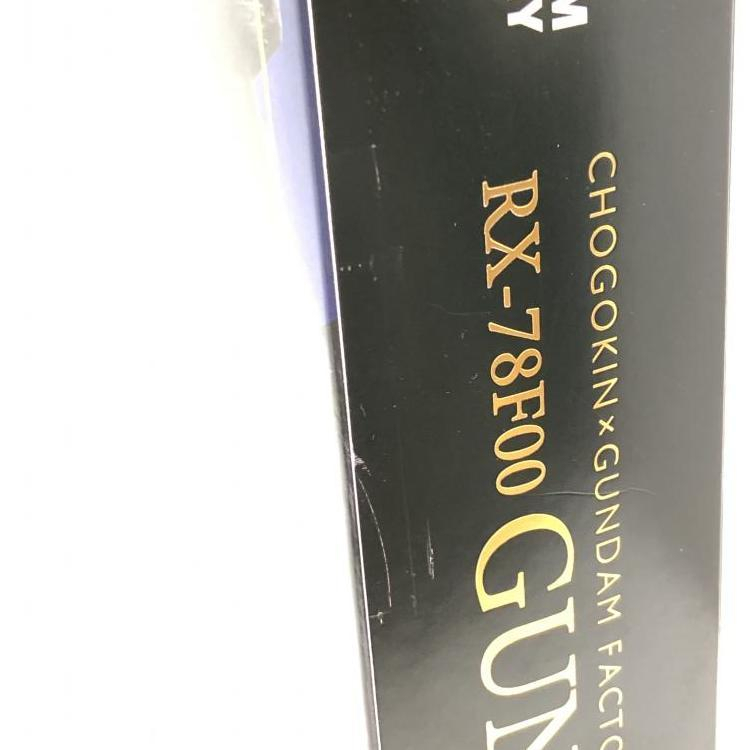 M
Y
CHOGOKIN×GUNDAM FACTO
RX-78F00 GUN